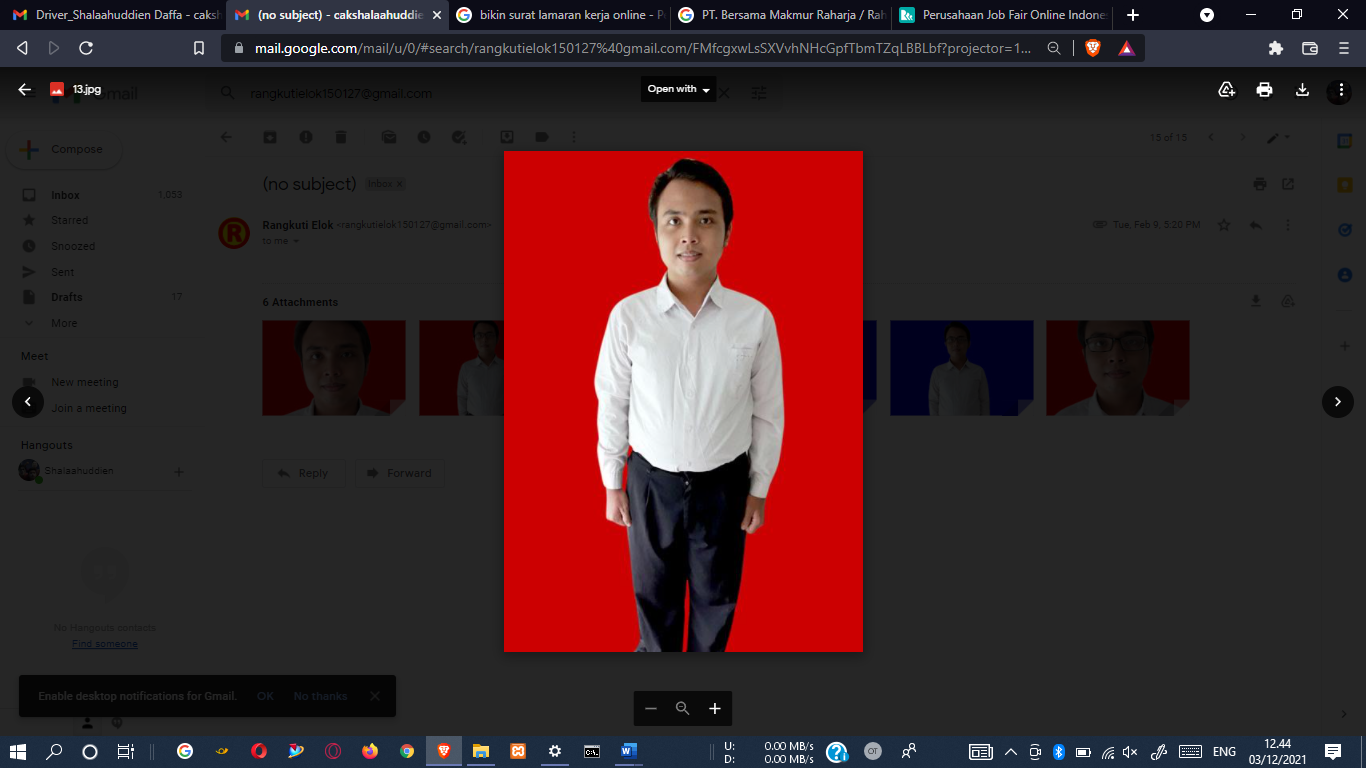 Driver_Shalaahuddien Daffa - caksh
(no subject) - cakshalaahuddie
bikin surat lamaran kerja online - P
PT. Bersama Makmur Raharja / Rah
Perusahaan Job Fair Online Indone
mail.google.com/mail/u/0/#search/rangkutielok150127%40gmail.com/FMfcgxwLsSXVvhNHcGpfTbmTZqLBBLbf?projector=1...
13.jpg
Gmail
rangkutielok150127@gmail.com
Open with
Compose
15 of 15
Inbox 1,053
Starred
Snoozed
Sent
Drafts 17
More
(no subject)
Inbox x
Rangkuti Elok <rangkutielok150127@gmail.com>
Tue, Feb 9, 5:20 PM
to me
6 Attachments
Meet
New meeting
Join a meeting
Hangouts
Shalaahuddien
Reply
Forward
No Hangouts contacts
Find someone
Enable desktop notifications for Gmail. OK No thanks
U: 0.00 MB/s
D: 0.00 MB/s
OT
ENG
12.44
03/12/2021